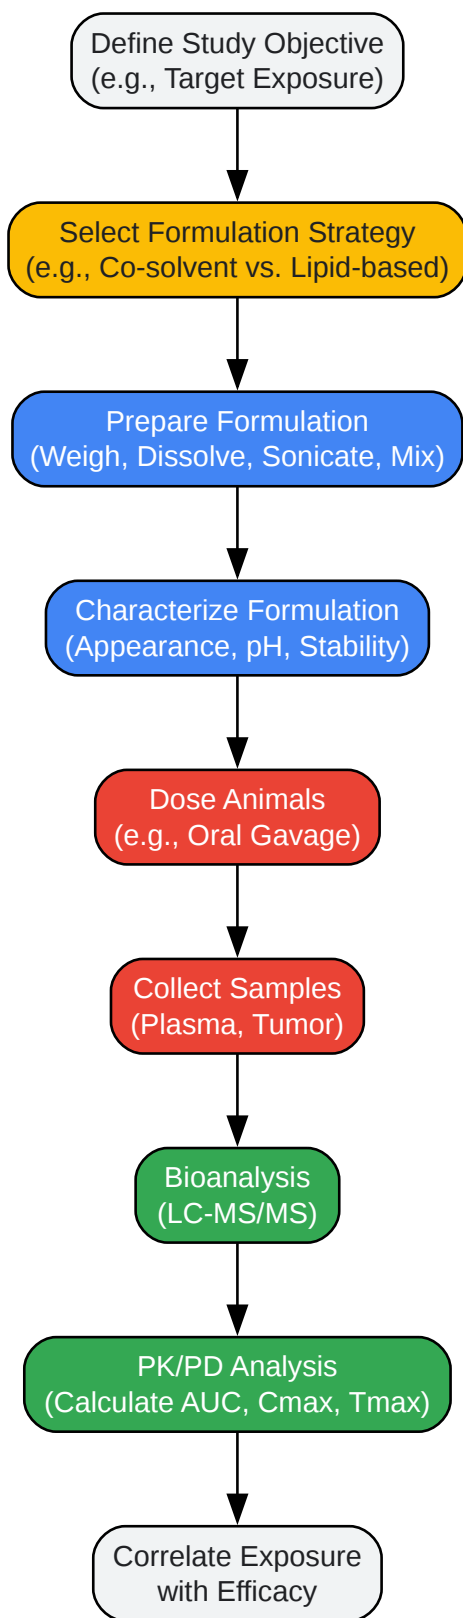 Define Study Objective
(e.g., Target Exposure)
Select Formulation Strategy
(e.g., Co-solvent vs. Lipid-based)
Prepare Formulation
(Weigh, Dissolve, Sonicate, Mix)
Characterize Formulation
(Appearance, pH, Stability)
Dose Animals
(e.g., Oral Gavage)
Collect Samples
(Plasma, Tumor)
Bioanalysis
(LC-MS/MS)
PK/PD Analysis
(Calculate AUC, Cmax, Tmax)
Correlate Exposure
with Efficacy